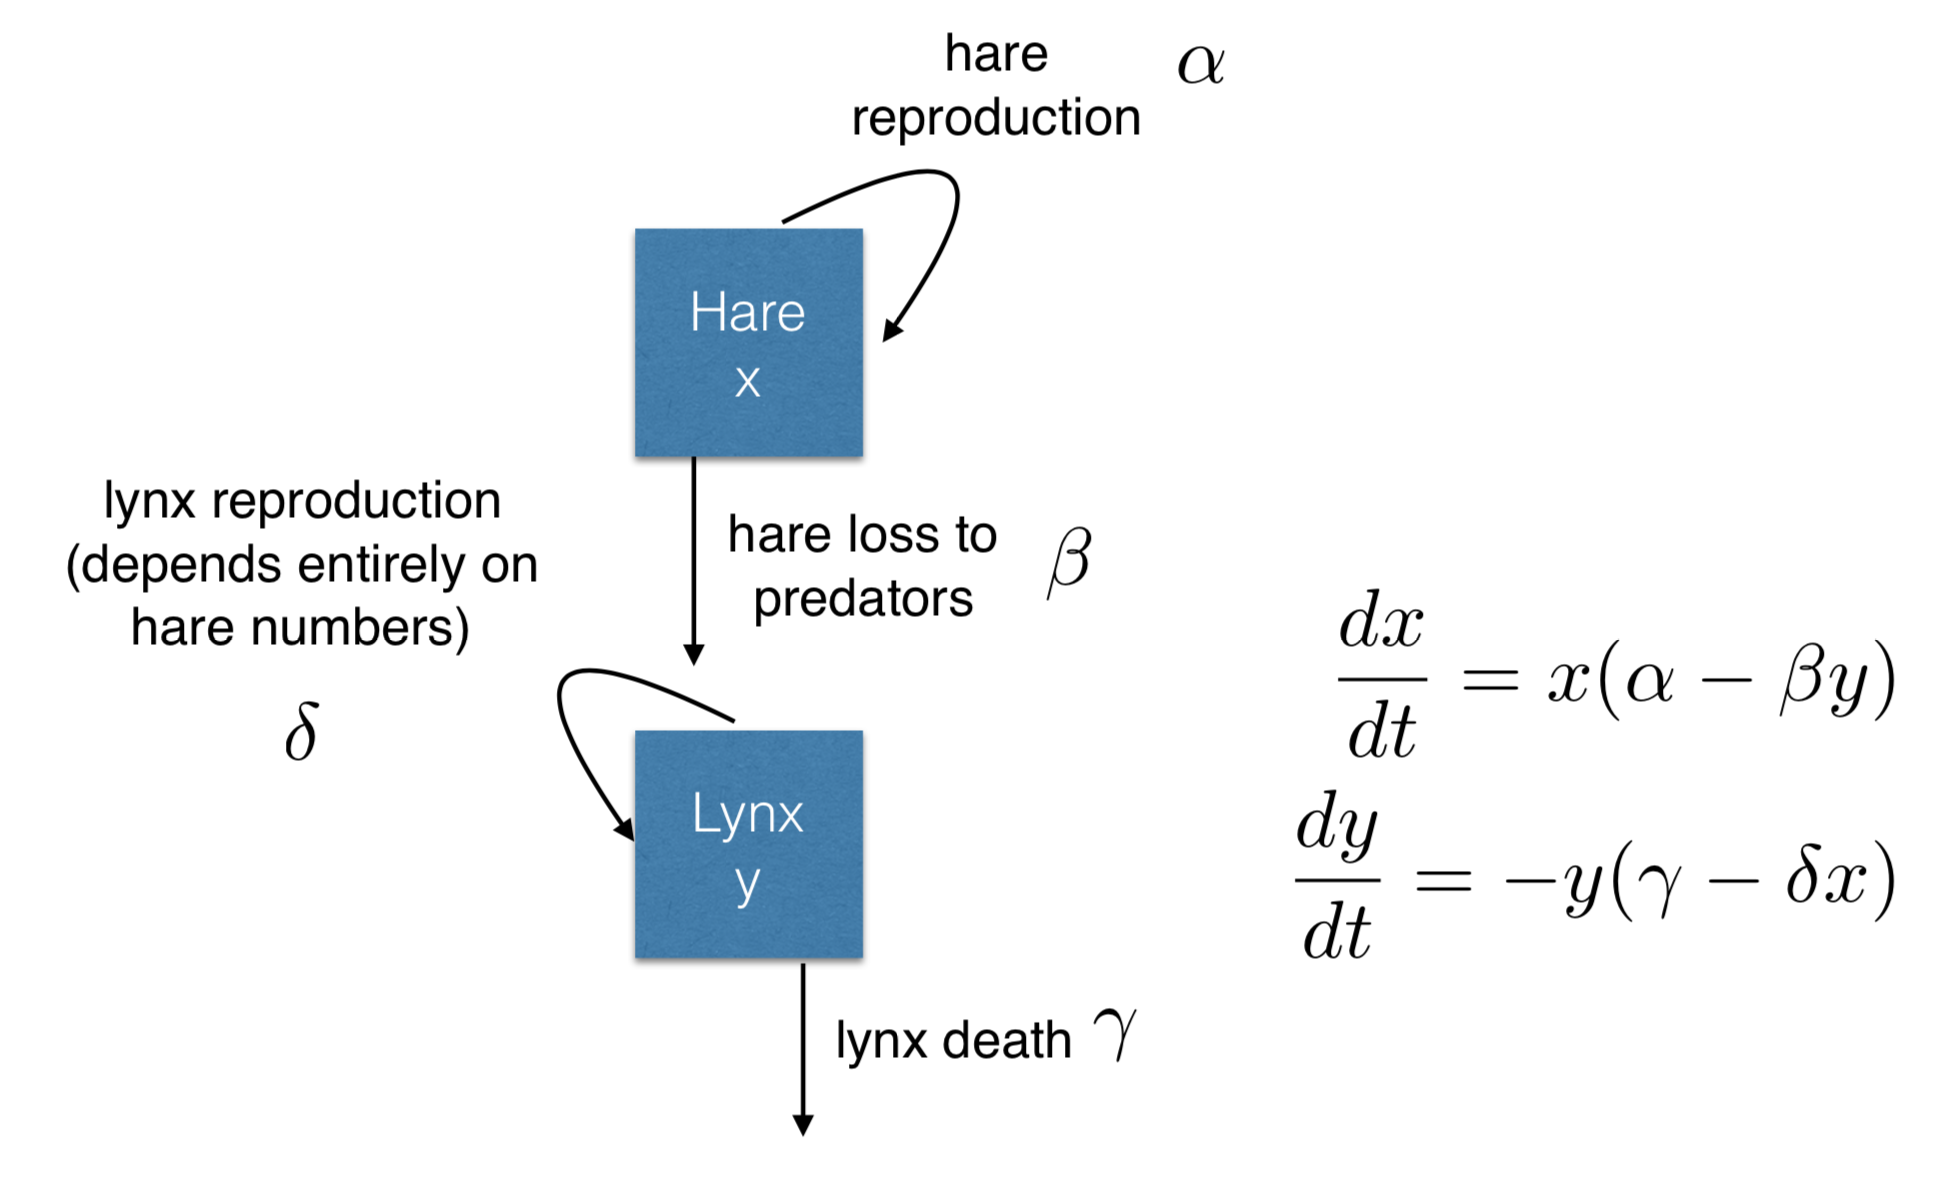 hare α
reproduction
Hare
x
lynx reproduction
(depends entirely on
hare numbers)
δ
hare loss to
predators
β
Lynx
y
lynx death γ
dx/dt = x(α − βy)
dy/dt = −y(γ − δx)